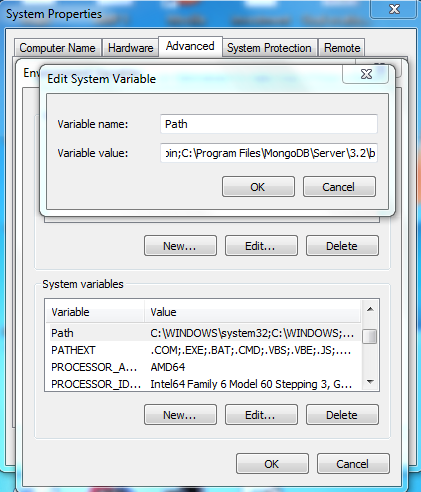 System Properties
Computer Name Hardware Advanced System Protection Remote
Edit System Variable
Variable name: Path
Variable value: bin;C:\Program Files\MongoDB\Server\3.2\b
OK Cancel
New... Edit... Delete
System variables
Variable Value
Path C:\WINDOWS\system32;C:\WINDOWS;...
PATHEXT .COM;.EXE;.BAT;.CMD;.VBS;.VBE;.JS;....
PROCESSOR_A... AMD64
PROCESSOR_ID... Intel64 Family 6 Model 60 Stepping 3, G...
New... Edit... Delete
OK Cancel